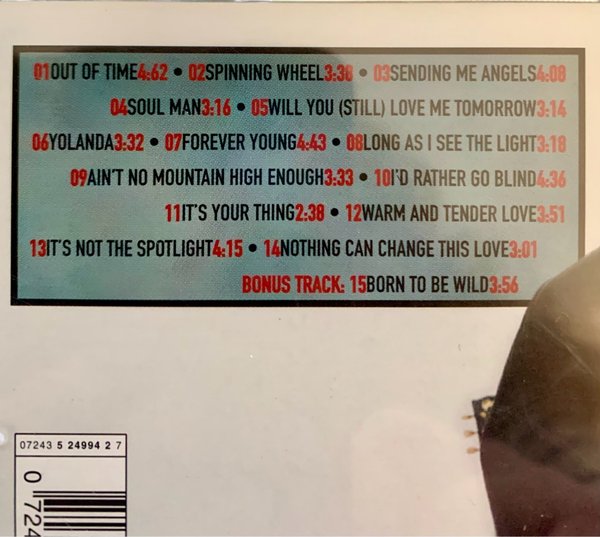 01OUT OF TIME4:62 • 02SPINNING WHEEL3:38 • 03SENDING ME ANGELS4:08
04SOUL MAN3:16 • 05WILL YOU (STILL) LOVE ME TOMORROW3:14
06YOLANDA3:32 • 07FOREVER YOUNG4:43 • 08LONG AS I SEE THE LIGHT3:18
09AIN'T NO MOUNTAIN HIGH ENOUGH3:33 • 10I'D RATHER GO BLIND4:36
11IT'S YOUR THING2:38 • 12WARM AND TENDER LOVE3:51
13IT'S NOT THE SPOTLIGHT4:15 • 14NOTHING CAN CHANGE THIS LOVE3:01
BONUS TRACK: 15BORN TO BE WILD3:56
07243 5 24994 2 7
0 724